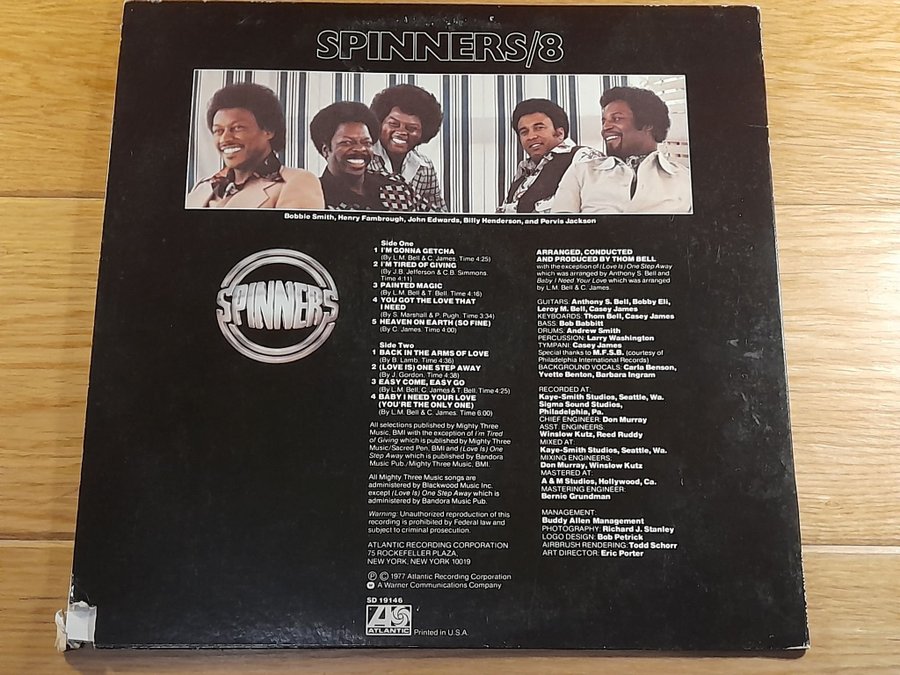 SPINNERS/8
Bobbie Smith, Henry Fambrough, John Edwards, Billy Henderson, and Pervis Jackson
SPINNERS
Side One
1 I'M GONNA GETCHA
(By L.M. Bell & C. James. Time 4:25)
2 I'M TIRED OF GIVING
(By J.B. Jefferson & C.B. Simmons.
Time 4:11)
3 PAINTED MAGIC
(By L.M. Bell & T. Bell. Time 4:16)
4 YOU GOT THE LOVE THAT
I NEED
(By S. Marshall & P. Pugh. Time 3:34)
5 HEAVEN ON EARTH (SO FINE)
(By C. James. Time 4:00)
Side Two
1 BACK IN THE ARMS OF LOVE
(By B. Lamb. Time 4:36)
2 (LOVE IS) ONE STEP AWAY
(By J. Gordon. Time 4:38)
3 EASY COME, EASY GO
(By L.M. Bell, C. James & T. Bell. Time 4:25)
4 BABY I NEED YOUR LOVE
(YOU'RE THE ONLY ONE)
(By L.M. Bell & C. James. Time 6:00)
All selections published by Mighty Three
Music, BMI with the exception of I'm Tired
of Giving which is published by Mighty Three
Music/Sacred Pen, BMI and (Love Is) One
Step Away which is published by Bandora
Music Pub./Mighty Three Music, BMI.
All Mighty Three Music songs are
administered by Blackwood Music Inc.
except (Love Is) One Step Away which is
administered by Bandora Music Pub.
Warning: Unauthorized reproduction of this
recording is prohibited by Federal law and
subject to criminal prosecution.
ATLANTIC RECORDING CORPORATION
75 ROCKEFELLER PLAZA,
NEW YORK, NEW YORK 10019
Ⓟ © 1977 Atlantic Recording Corporation
A Warner Communications Company
SD 19146
ATLANTIC Printed in U.S.A.
ARRANGED, CONDUCTED
AND PRODUCED BY THOM BELL
with the exception of (Love Is) One Step Away
which was arranged by Anthony S. Bell and
Baby I Need Your Love which was arranged
by L.M. Bell & C. James.
GUITARS: Anthony S. Bell, Bobby Eli,
Leroy M. Bell, Casey James
KEYBOARDS: Thom Bell, Casey James
BASS: Bob Babbitt
DRUMS: Andrew Smith
PERCUSSION: Larry Washington
TYMPANI: Casey James
Special thanks to M.F.S.B. (courtesy of
Philadelphia International Records)
BACKGROUND VOCALS: Carla Benson,
Yvette Benton, Barbara Ingram
RECORDED AT:
Kaye-Smith Studios, Seattle, Wa.
Sigma Sound Studios,
Philadelphia, Pa.
CHIEF ENGINEER: Don Murray
ASST. ENGINEERS:
Winslow Kutz, Reed Ruddy
MIXED AT:
Kaye-Smith Studios, Seattle, Wa.
MIXING ENGINEERS:
Don Murray, Winslow Kutz
MASTERED AT:
A & M Studios, Hollywood, Ca.
MASTERING ENGINEER:
Bernie Grundman
MANAGEMENT:
Buddy Allen Management
PHOTOGRAPHY: Richard J. Stanley
LOGO DESIGN: Bob Petrick
AIRBRUSH RENDERING: Todd Schorr
ART DIRECTOR: Eric Porter